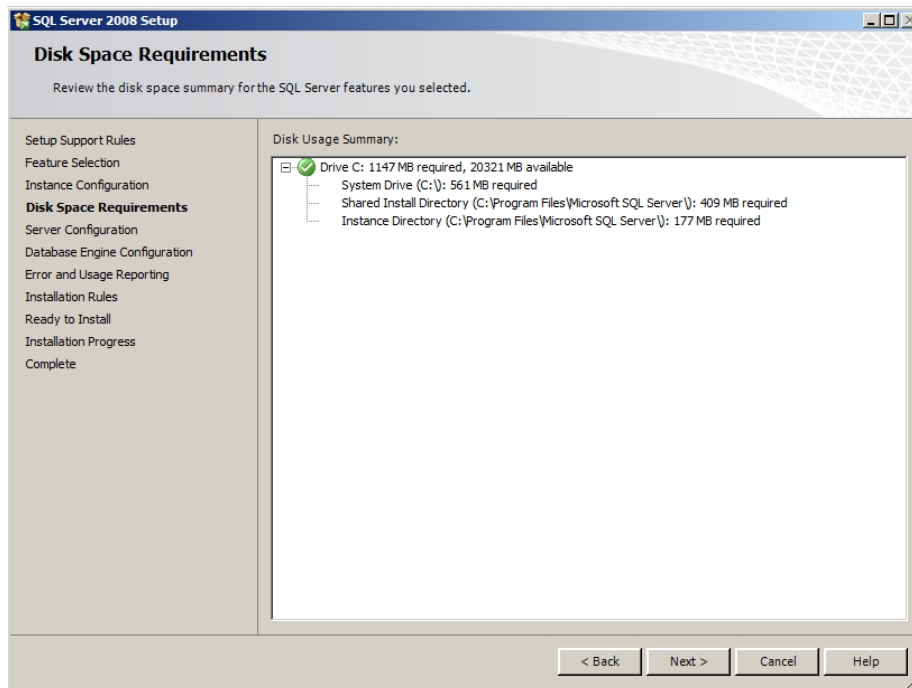 SQL Server 2008 Setup
Disk Space Requirements
Review the disk space summary for the SQL Server features you selected.
Setup Support Rules
Feature Selection
Instance Configuration
Disk Space Requirements
Server Configuration
Database Engine Configuration
Error and Usage Reporting
Installation Rules
Ready to Install
Installation Progress
Complete
Disk Usage Summary:
Drive C: 1147 MB required, 20321 MB available
System Drive (C:\): 561 MB required
Shared Install Directory (C:\Program Files\Microsoft SQL Server\): 409 MB required
Instance Directory (C:\Program Files\Microsoft SQL Server\): 177 MB required
< Back Next > Cancel Help